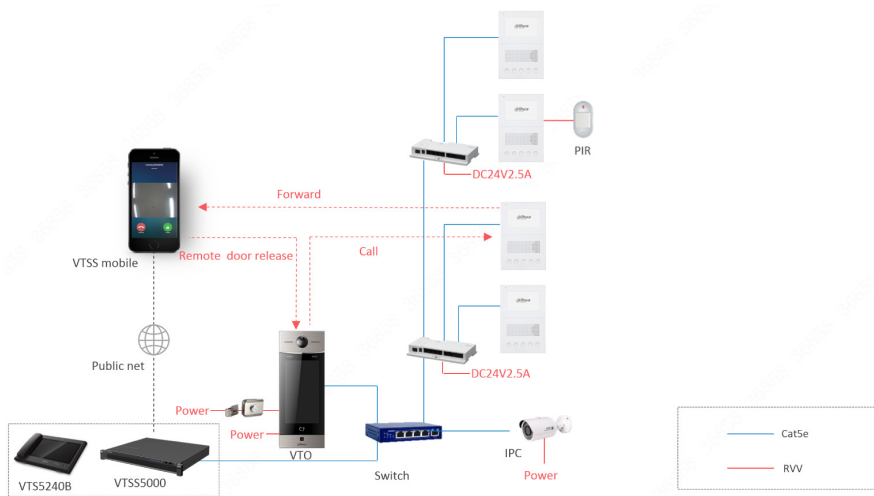 PIR
DC24V2.5A
Forward
Remote door release
Call
VTSS mobile
Public net
DC24V2.5A
Power
Power
VTO
Switch
IPC
Power
VTS5240B
VTSS5000
Cat5e
RVV